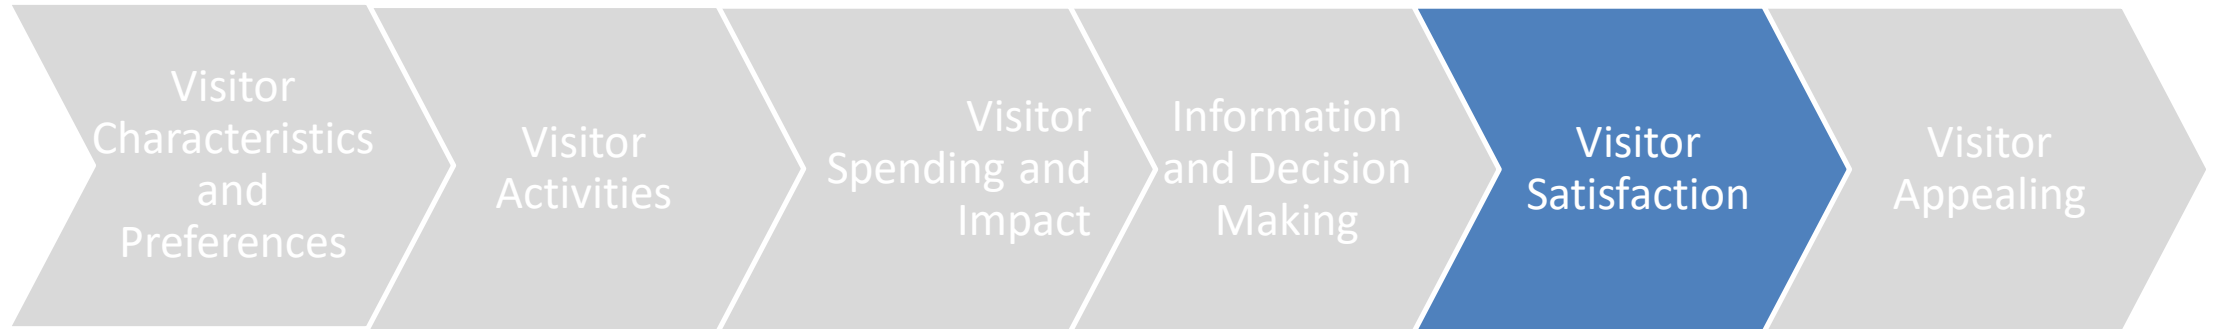 Visitor
Characteristics
and
Preferences
Visitor
Activities
Visitor
Spending and
Impact
Information
and Decision
Making
Visitor
Satisfaction
Visitor
Appealing